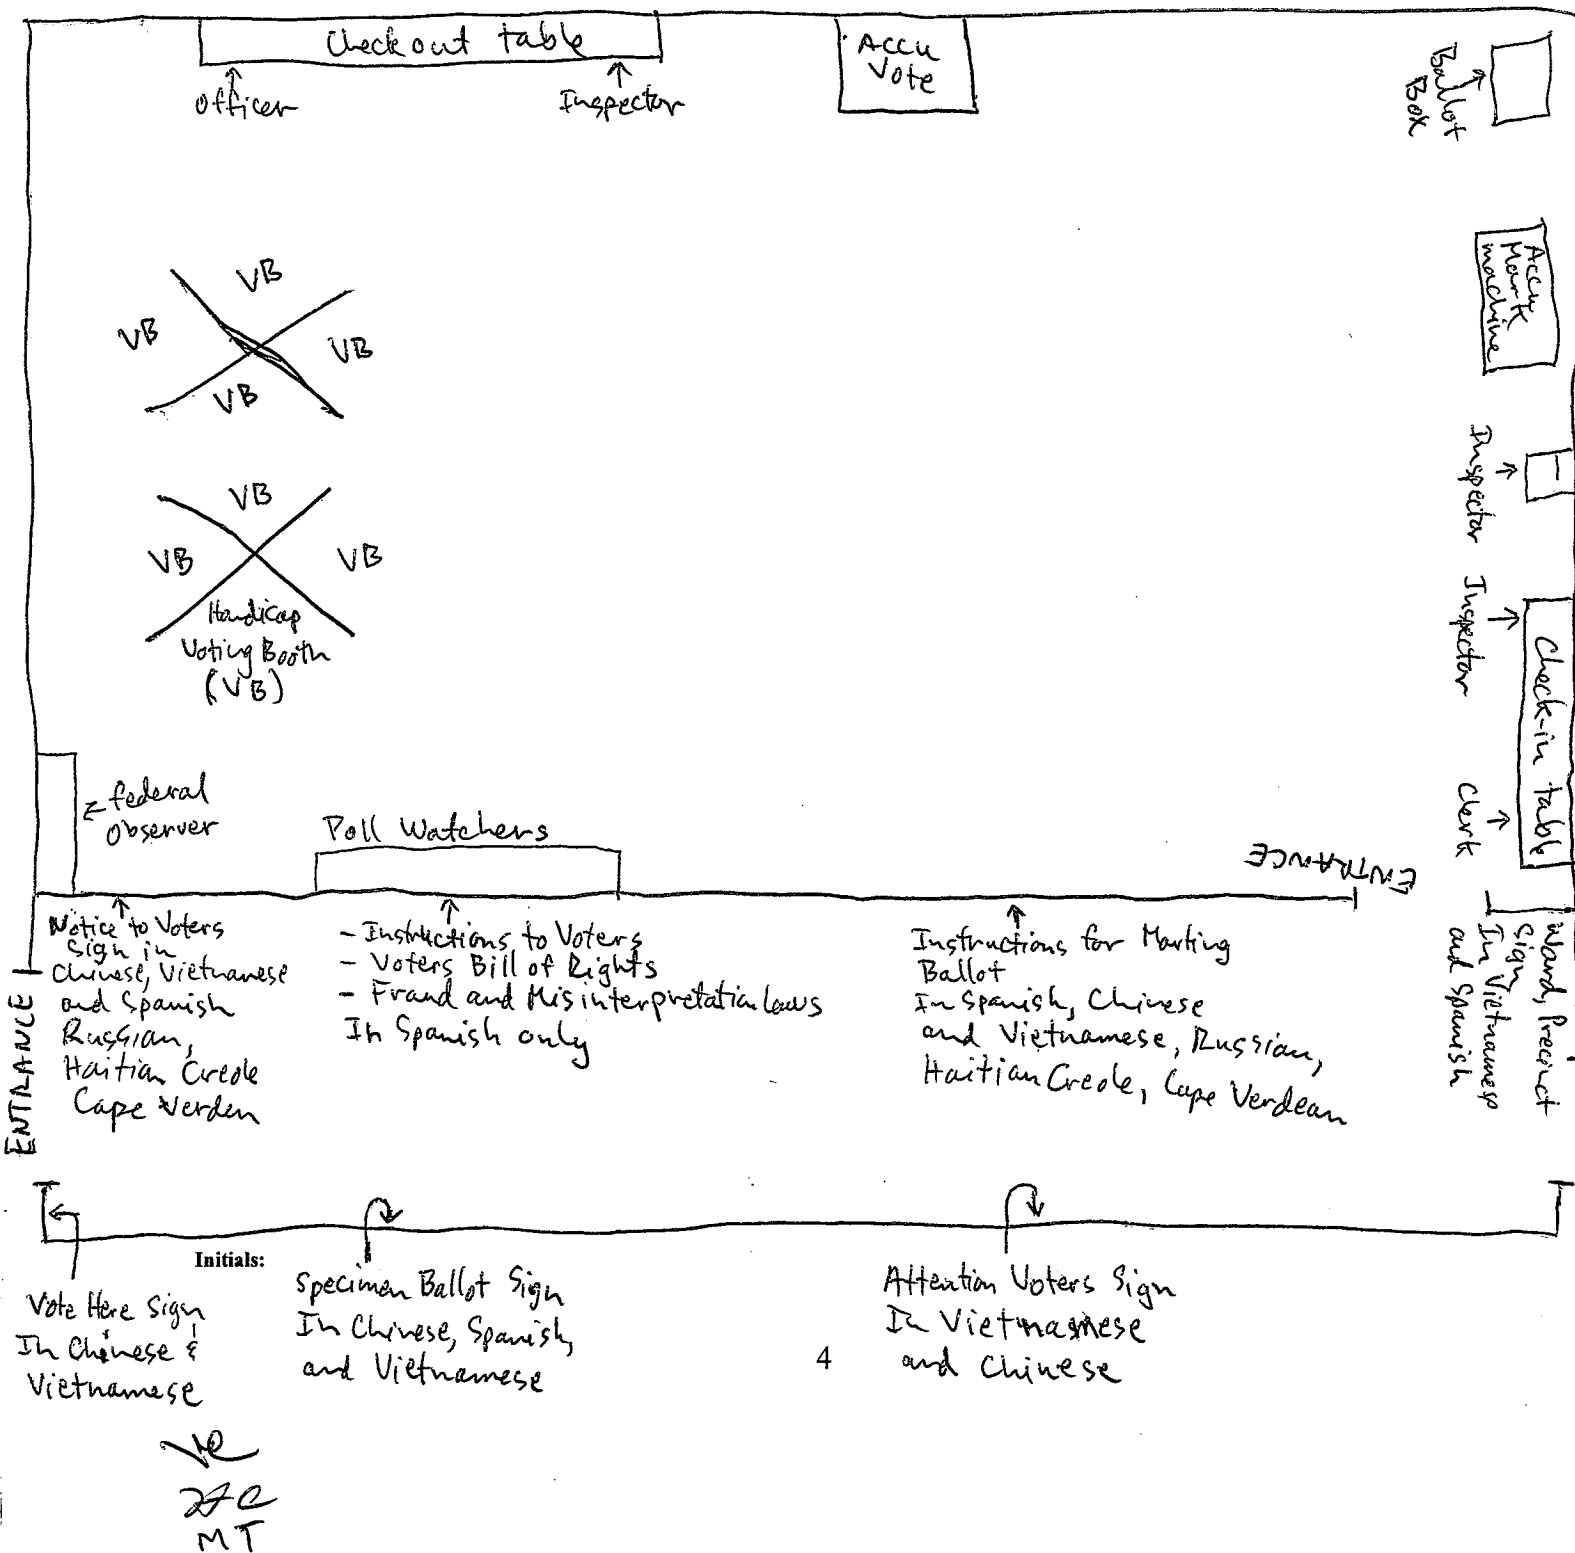 Checkout table
Officer
Inspector
Accu
Vote
Ballot
Box
VB
VB
VB
VB
Accu
Mark
machine
Inspector
VB
VB
VB
Handicap
Voting Booth
(VB)
Inspector
Check-in table
Clerk
federal
Observer
Poll Watchers
ENTRANCE
Notice to Voters
Sign in
Chinese, Vietnamese
and Spanish
Russian,
Haitian Creole
Cape Verden
- Instructions to Voters
- Voters Bill of Rights
- Fraud and Misinterpretation laws
In Spanish only
Instructions for Marking
Ballot
In Spanish, Chinese
and Vietnamese, Russian,
Haitian Creole, Cape Verdean
Ward, Precinct
Sign
In Vietnamese
and Spanish
ENTRANCE
Initials:
Vote Here Sign
In Chinese &
Vietnamese
Specimen Ballot Sign
In Chinese, Spanish,
and Vietnamese
4
Attention Voters Sign
In Vietnamese
and Chinese
MT